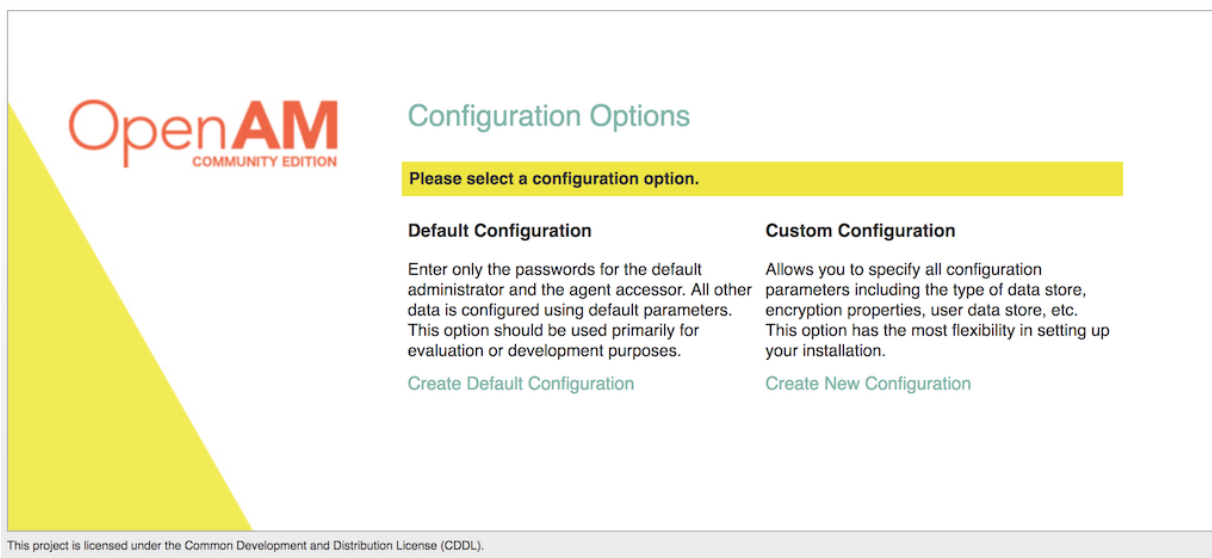 OpenAM
COMMUNITY EDITION
Configuration Options
Please select a configuration option.
Default Configuration
Enter only the passwords for the default
administrator and the agent accessor. All other
data is configured using default parameters.
This option should be used primarily for
evaluation or development purposes.
Create Default Configuration
Custom Configuration
Allows you to specify all configuration
parameters including the type of data store,
encryption properties, user data store, etc.
This option has the most flexibility in setting up
your installation.
Create New Configuration
This project is licensed under the Common Development and Distribution License (CDDL).